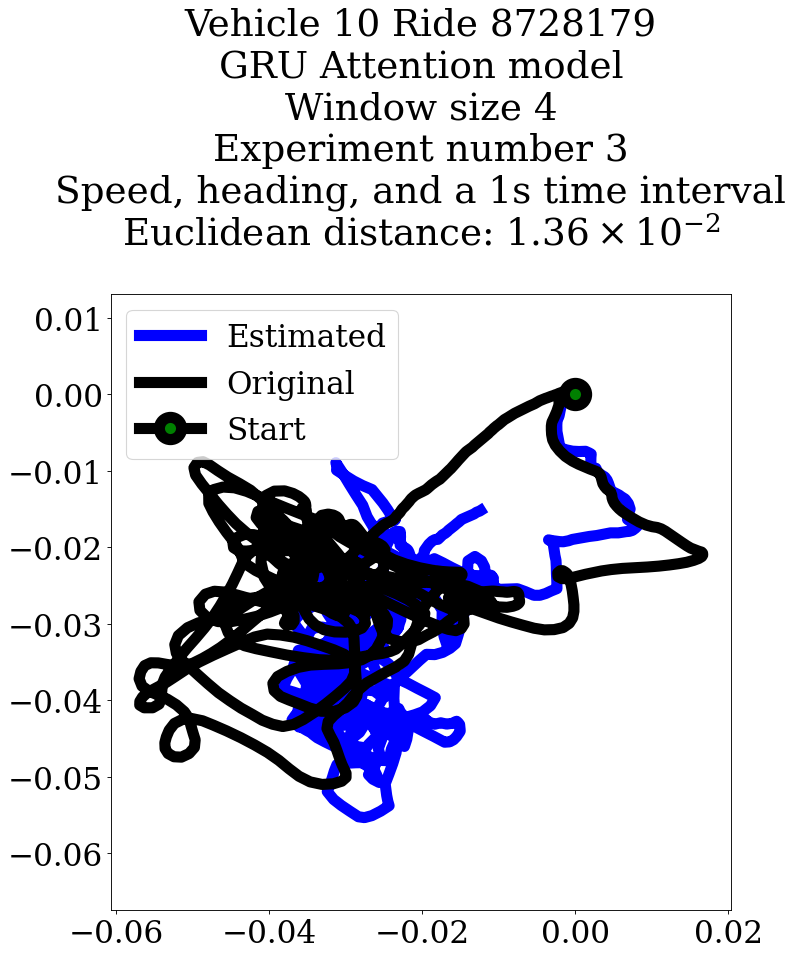 Vehicle 10 Ride 8728179
GRU Attention model
Window size 4
Experiment number 3
Speed, heading, and a 1s time interval
Euclidean distance: 1.36 × 10⁻²
Estimated
Original
Start
0.01
0.00
−0.01
−0.02
−0.03
−0.04
−0.05
−0.06
−0.06 −0.04 −0.02 0.00 0.02